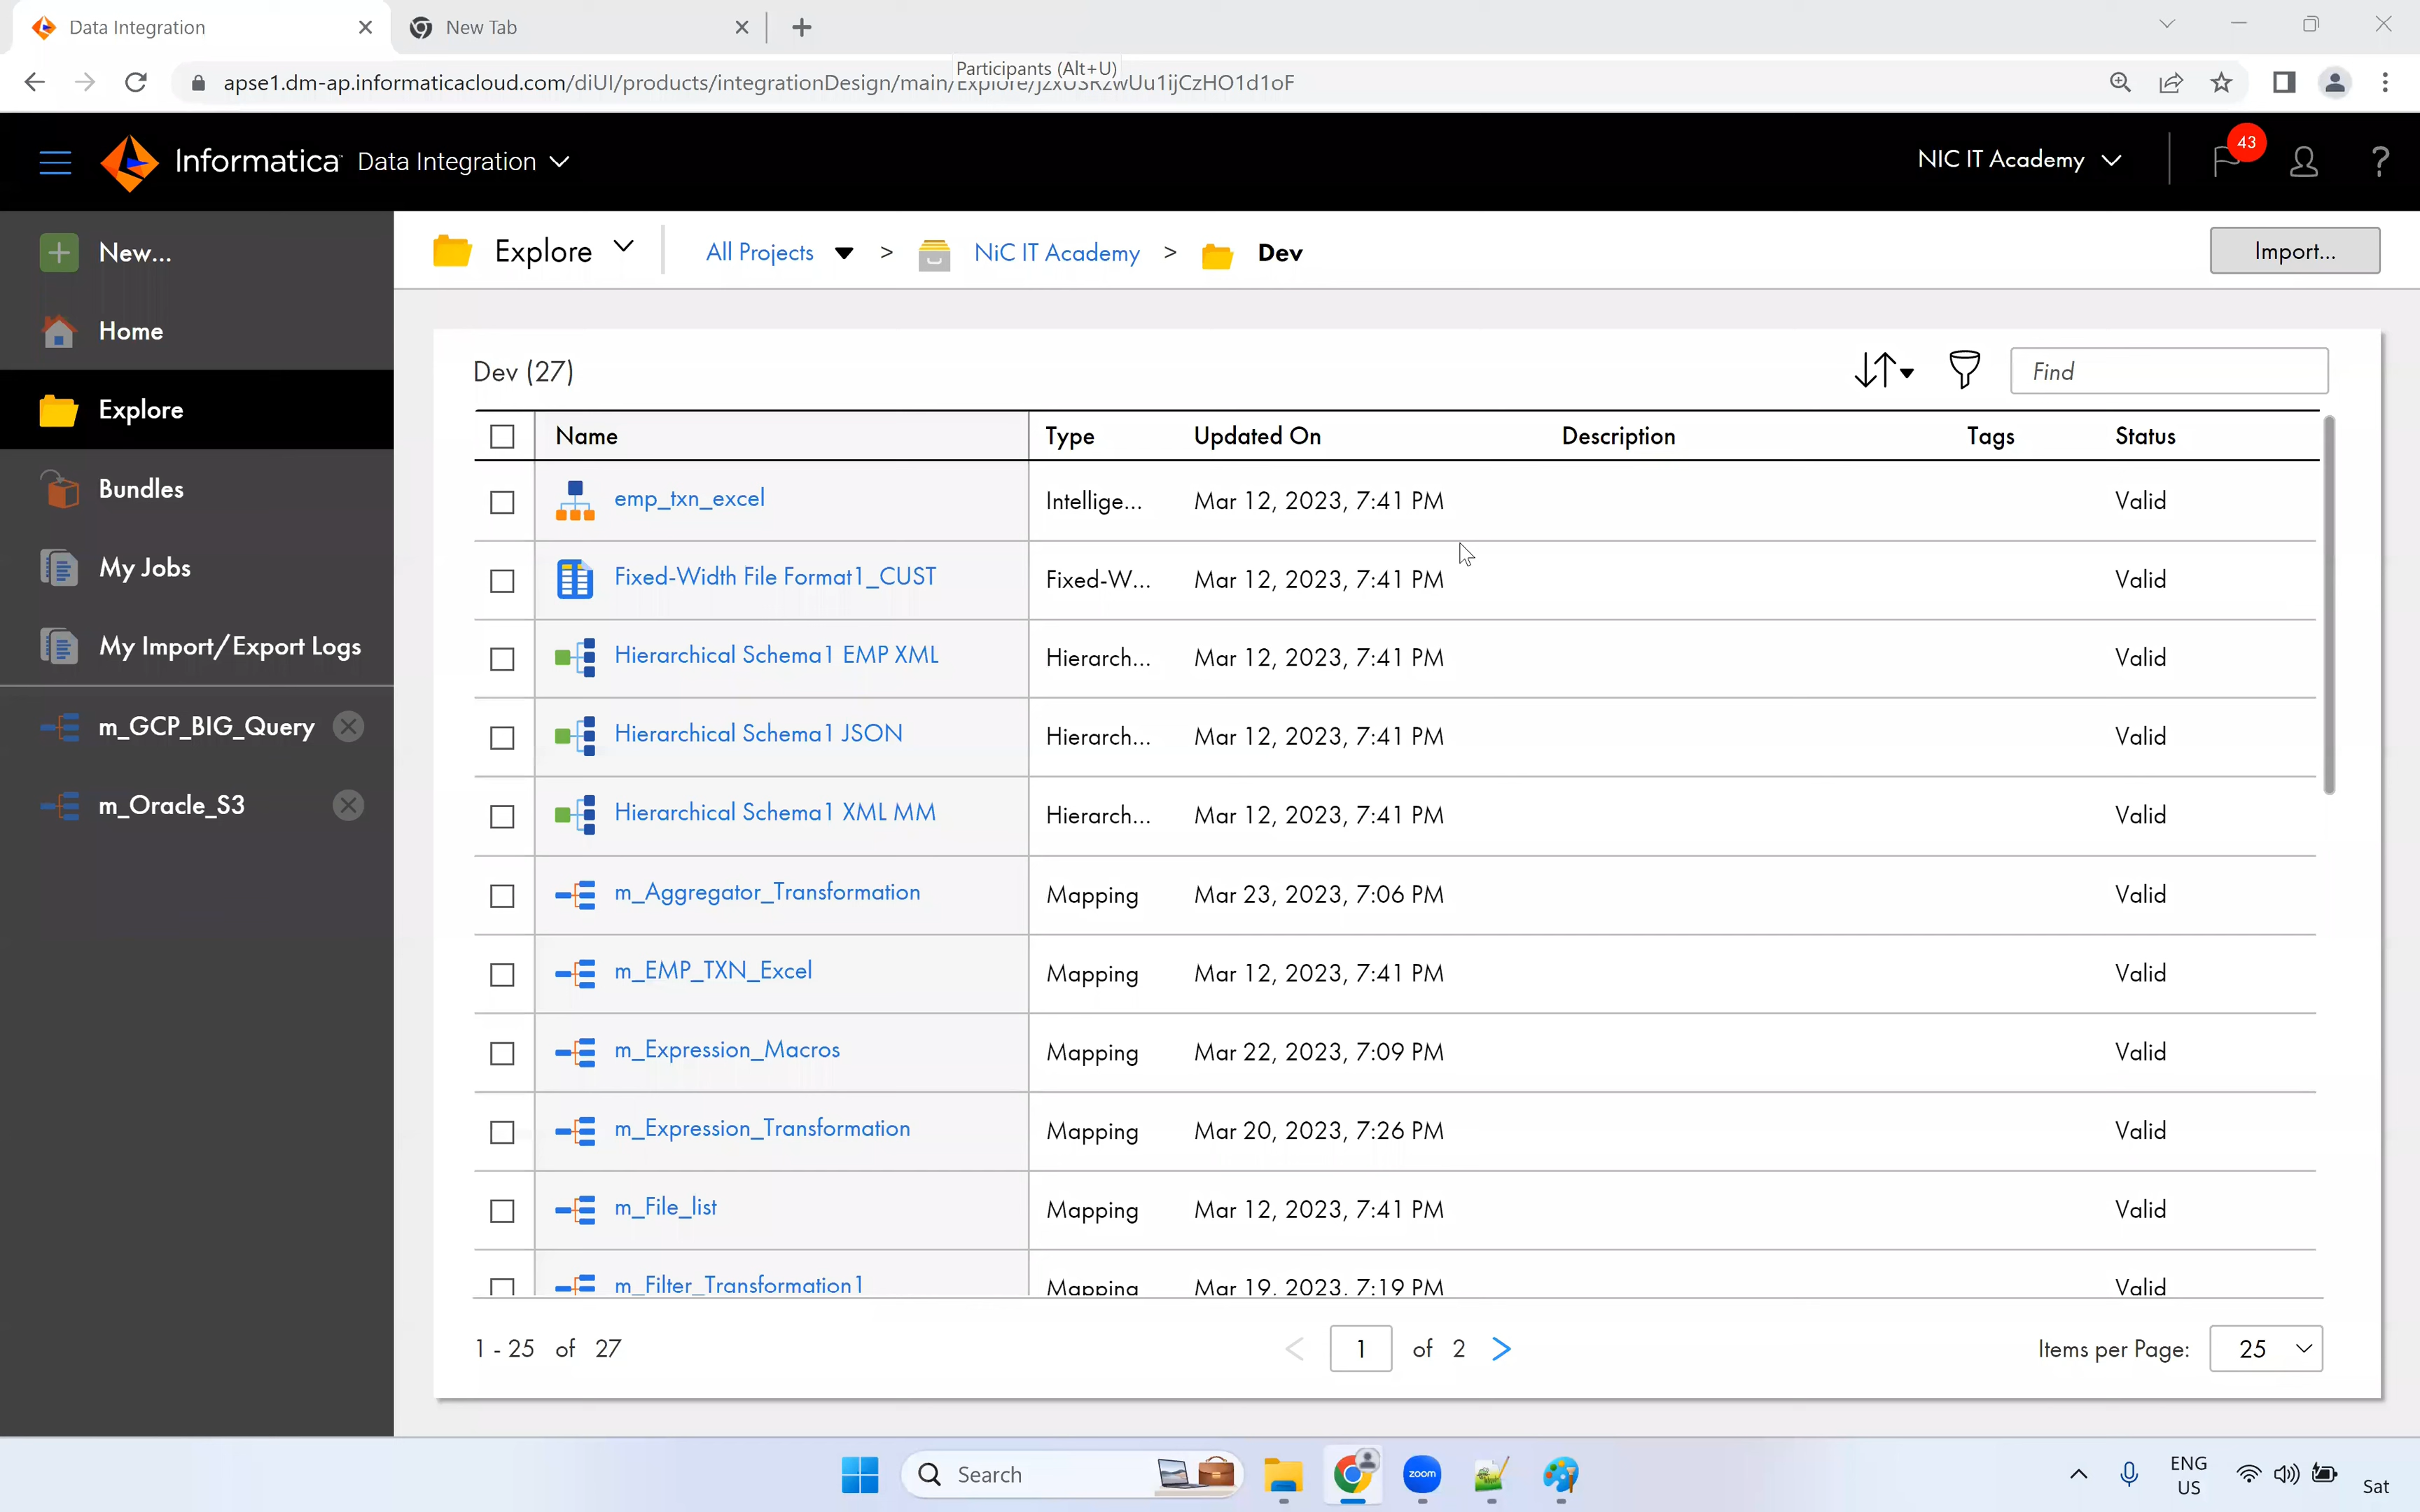 Data Integration
New Tab
Participants (Alt+U)
apse1.dm-ap.informaticacloud.com/diUI/products/integrationDesign/main/Explore/jzxUSRzwUu1ijCzHO1d1oF
Informatica Data Integration
NIC IT Academy
43
?
New...
Home
Explore
Bundles
My Jobs
My Import/Export Logs
m_GCP_BIG_Query
m_Oracle_S3
Explore
All Projects > NiC IT Academy > Dev
Import...
Dev (27)
Find
Name Type Updated On Description Tags Status
emp_txn_excel Intellige... Mar 12, 2023, 7:41 PM Valid
Fixed-Width File Format1_CUST Fixed-W... Mar 12, 2023, 7:41 PM Valid
Hierarchical Schema1 EMP XML Hierarch... Mar 12, 2023, 7:41 PM Valid
Hierarchical Schema1 JSON Hierarch... Mar 12, 2023, 7:41 PM Valid
Hierarchical Schema1 XML MM Hierarch... Mar 12, 2023, 7:41 PM Valid
m_Aggregator_Transformation Mapping Mar 23, 2023, 7:06 PM Valid
m_EMP_TXN_Excel Mapping Mar 12, 2023, 7:41 PM Valid
m_Expression_Macros Mapping Mar 22, 2023, 7:09 PM Valid
m_Expression_Transformation Mapping Mar 20, 2023, 7:26 PM Valid
m_File_list Mapping Mar 12, 2023, 7:41 PM Valid
m_Filter_Transformation1 Mapping Mar 19, 2023, 7:19 PM Valid
1 - 25 of 27
1 of 2
Items per Page: 25
Search
zoom
ENG
US
Sat